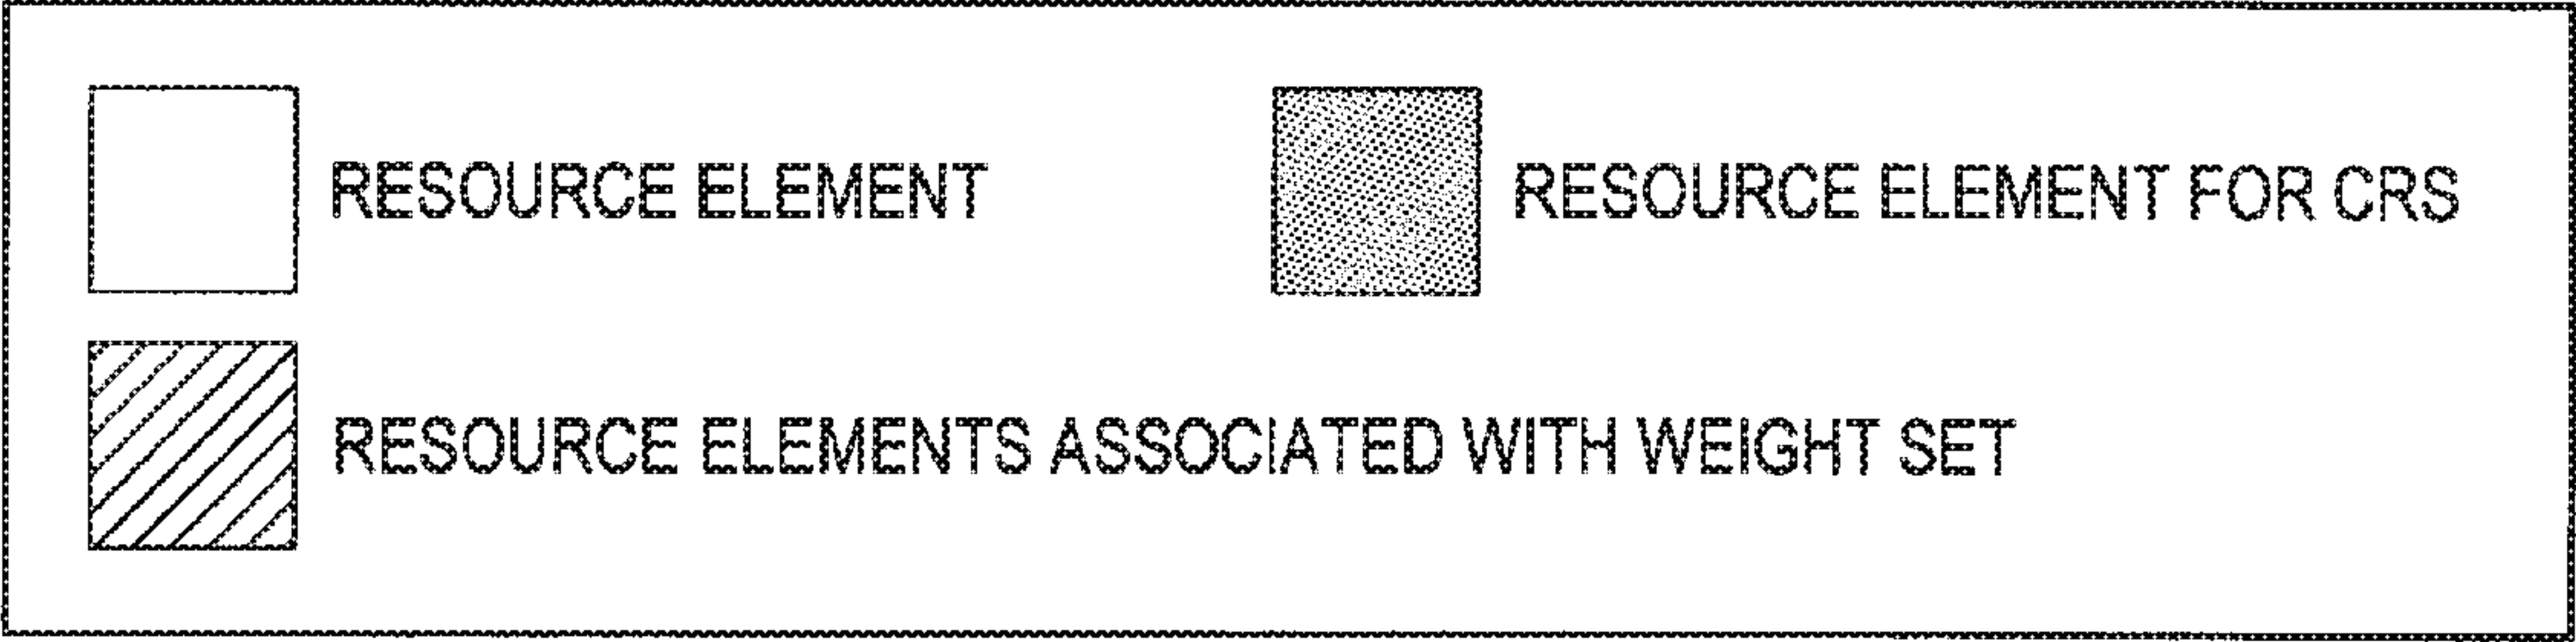 RESOURCE ELEMENT
RESOURCE ELEMENT FOR CRS
RESOURCE ELEMENTS ASSOCIATED WITH WEIGHT SET